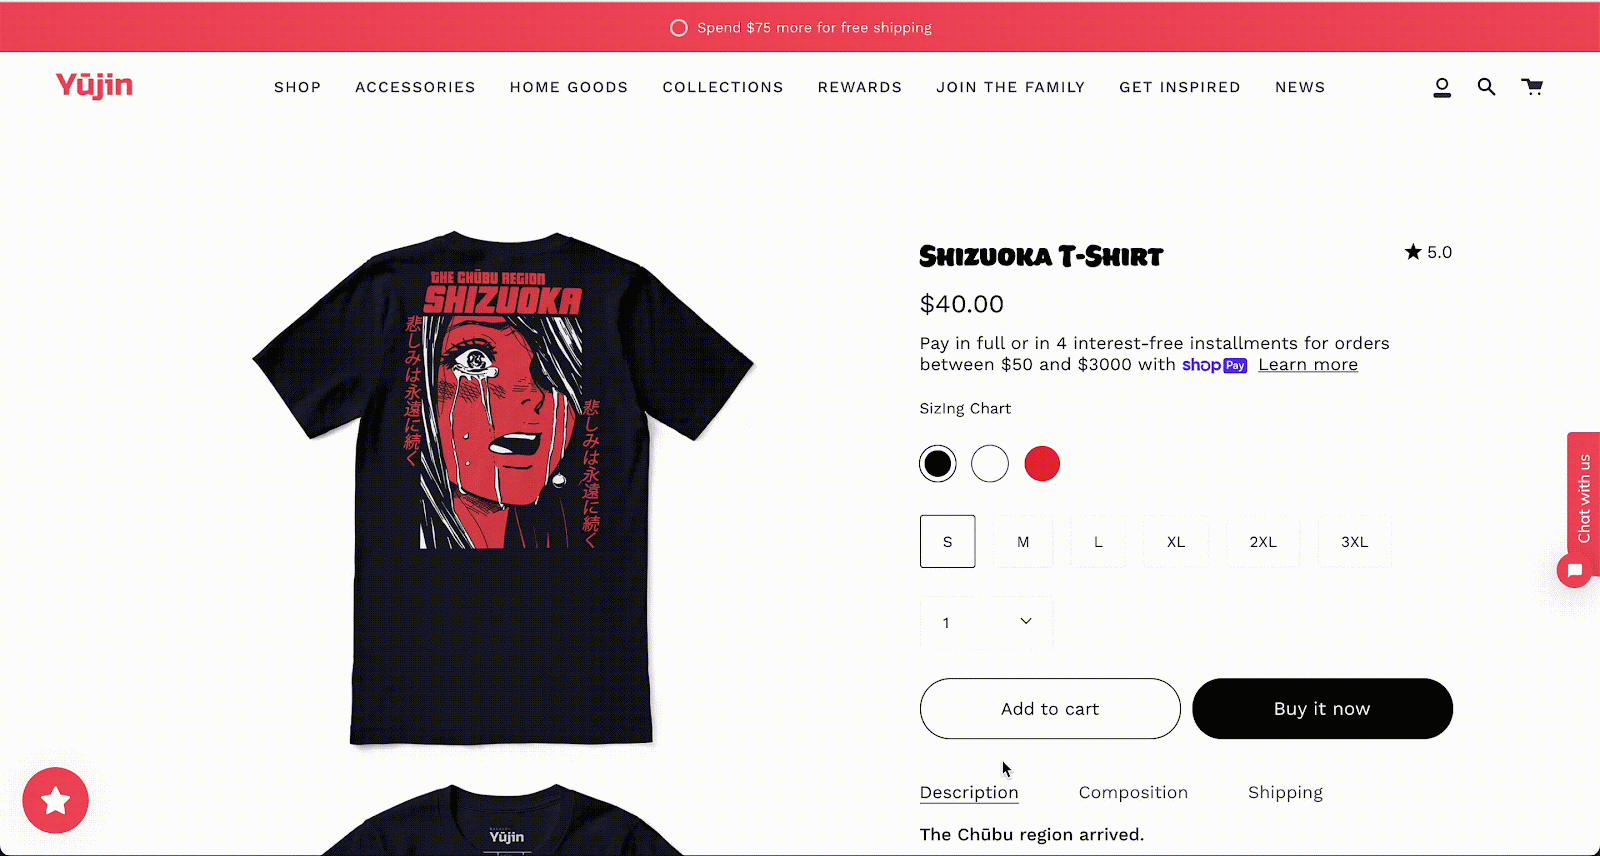 Spend $75 more for free shipping
Yūjin
SHOP
ACCESSORIES
HOME GOODS
COLLECTIONS
REWARDS
JOIN THE FAMILY
GET INSPIRED
NEWS
THE CHŪBU REGION
SHIZUOKA
悲しみは永遠に続く
悲しみは永遠に続く
Yūjin
Shizuoka T-Shirt
5.0
$40.00
Pay in full or in 4 interest-free installments for orders
between $50 and $3000 with shop Pay Learn more
SizIng Chart
S
M
L
XL
2XL
3XL
1
Add to cart
Buy it now
Description
Composition
Shipping
The Chūbu region arrived.
Chat with us